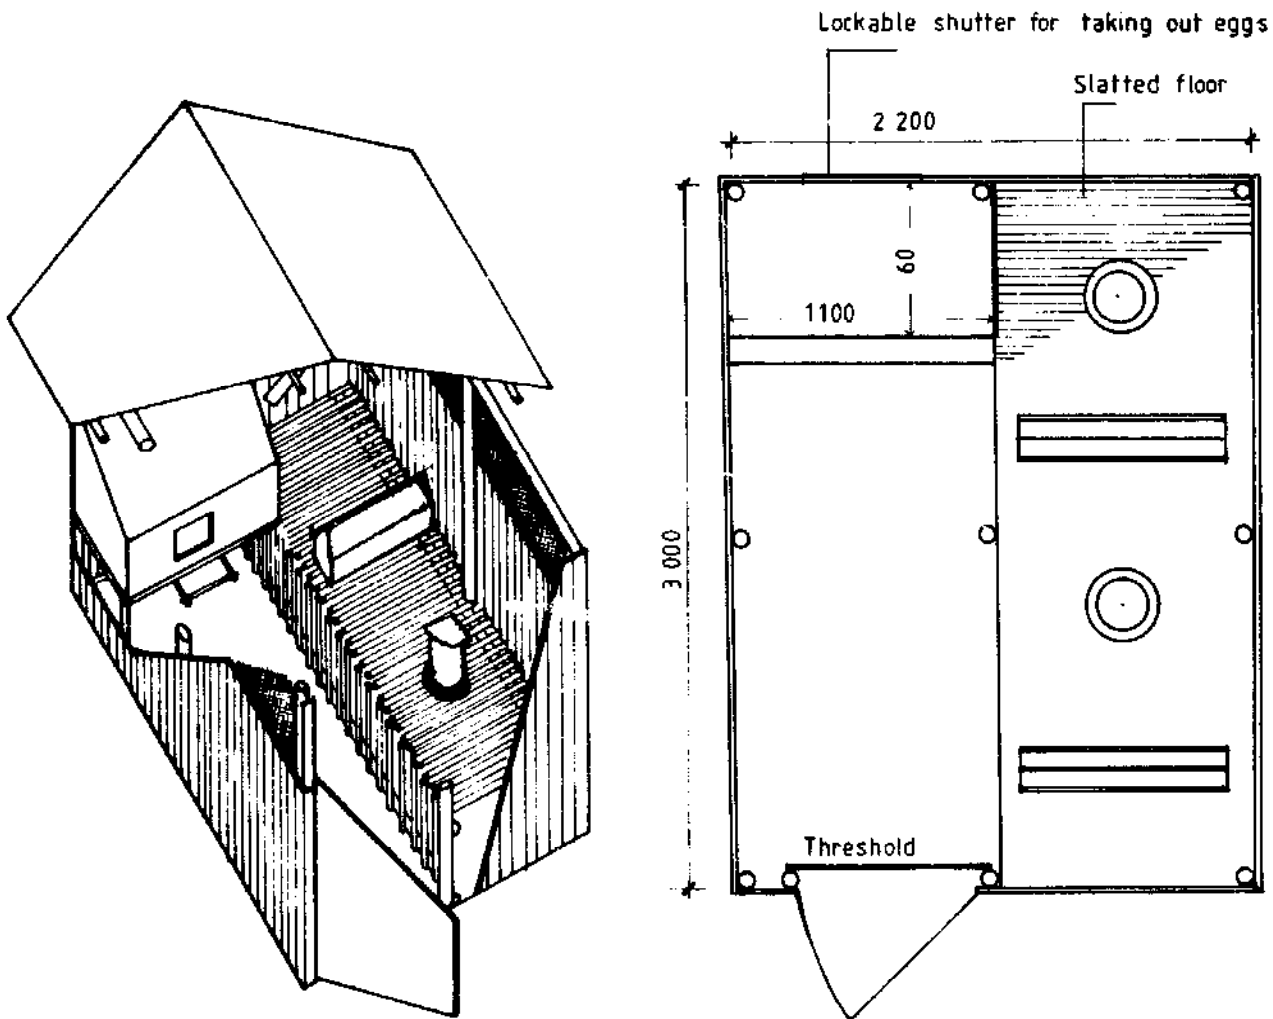 Lockable shutter for taking out eggs
Slatted floor
2 200
60
1100
3 000
Threshold